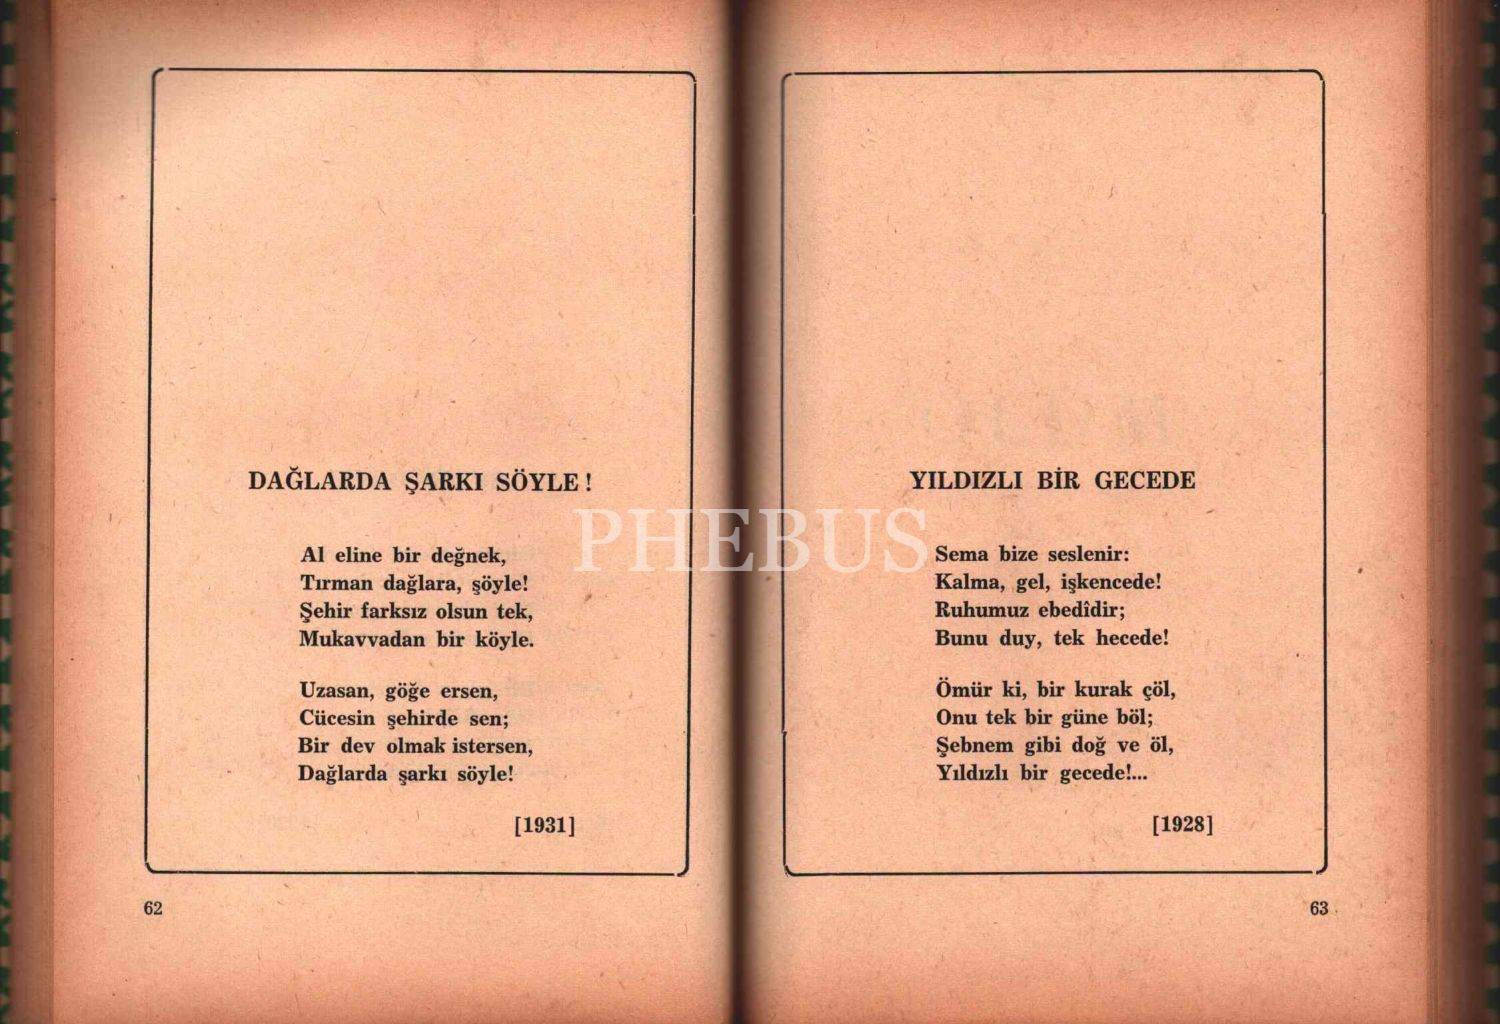 DAĞLARDA ŞARKI SÖYLE!
Al eline bir değnek,
Tırman dağlara, şöyle!
Şehir farksız olsun tek,
Mukavvadan bir köyle.
Uzasan, göğe ersen,
Cücesin şehirde sen;
Bir dev olmak istersen,
Dağlarda şarkı söyle!
[1931]
62
YILDIZLI BİR GECEDE
Sema bize seslenir:
Kalma, gel, işkencede!
Ruhumuz ebedîdir;
Bunu duy, tek hecede!
Ömür ki, bir kurak çöl,
Onu tek bir güne böl;
Şebnem gibi doğ ve öl,
Yıldızlı bir gecede!...
[1928]
63
PHEBUS